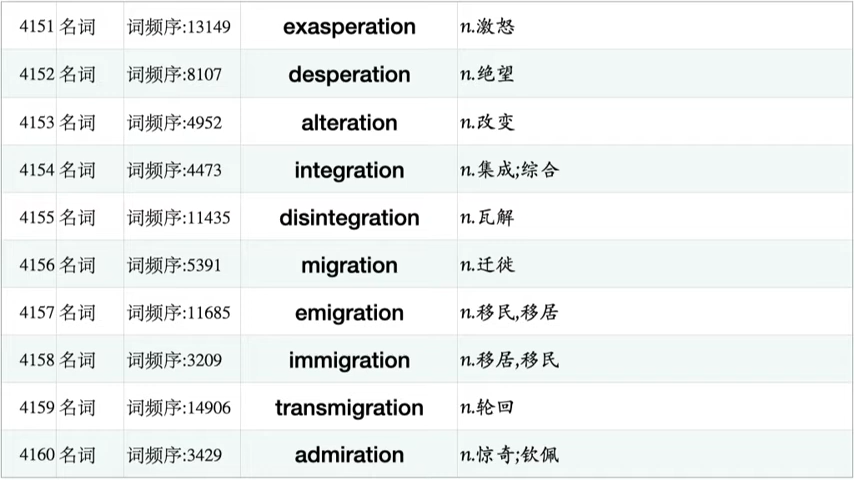 4151 名词 词频序:13149 exasperation n.激怒
4152 名词 词频序:8107 desperation n.绝望
4153 名词 词频序:4952 alteration n.改变
4154 名词 词频序:4473 integration n.集成;综合
4155 名词 词频序:11435 disintegration n.瓦解
4156 名词 词频序:5391 migration n.迁徙
4157 名词 词频序:11685 emigration n.移民,移居
4158 名词 词频序:3209 immigration n.移居,移民
4159 名词 词频序:14906 transmigration n.轮回
4160 名词 词频序:3429 admiration n.惊奇;钦佩